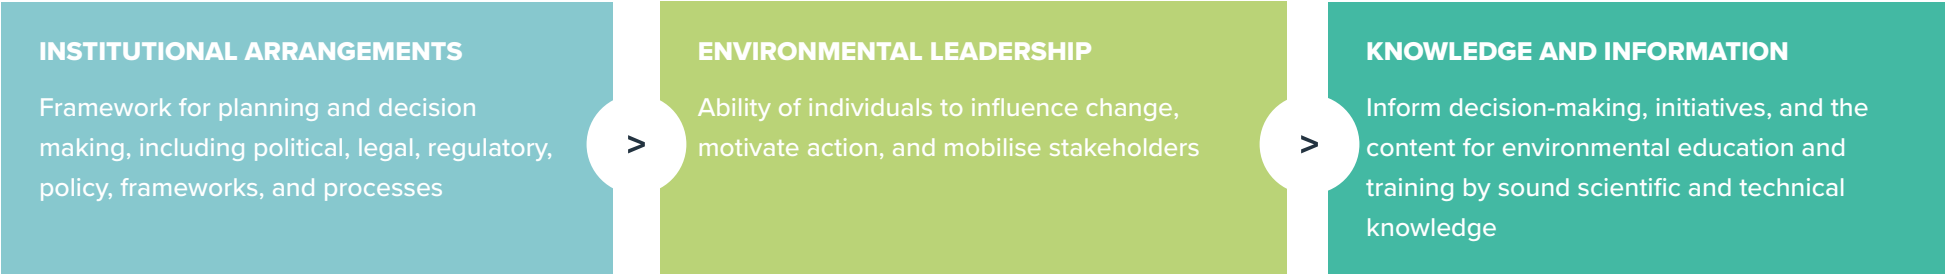 INSTITUTIONAL ARRANGEMENTS
Framework for planning and decision
making, including political, legal, regulatory,
policy, frameworks, and processes
>
ENVIRONMENTAL LEADERSHIP
Ability of individuals to influence change,
motivate action, and mobilise stakeholders
>
KNOWLEDGE AND INFORMATION
Inform decision-making, initiatives, and the
content for environmental education and
training by sound scientific and technical
knowledge